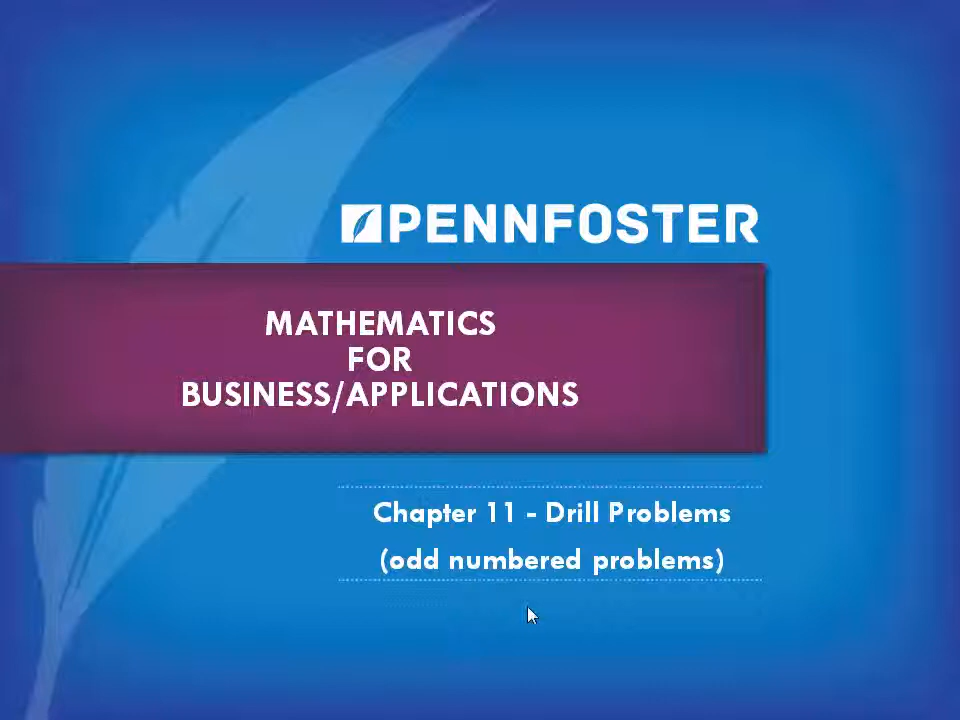 PENNFOSTER
MATHEMATICS
FOR
BUSINESS/APPLICATIONS
Chapter 11 - Drill Problems
(odd numbered problems)